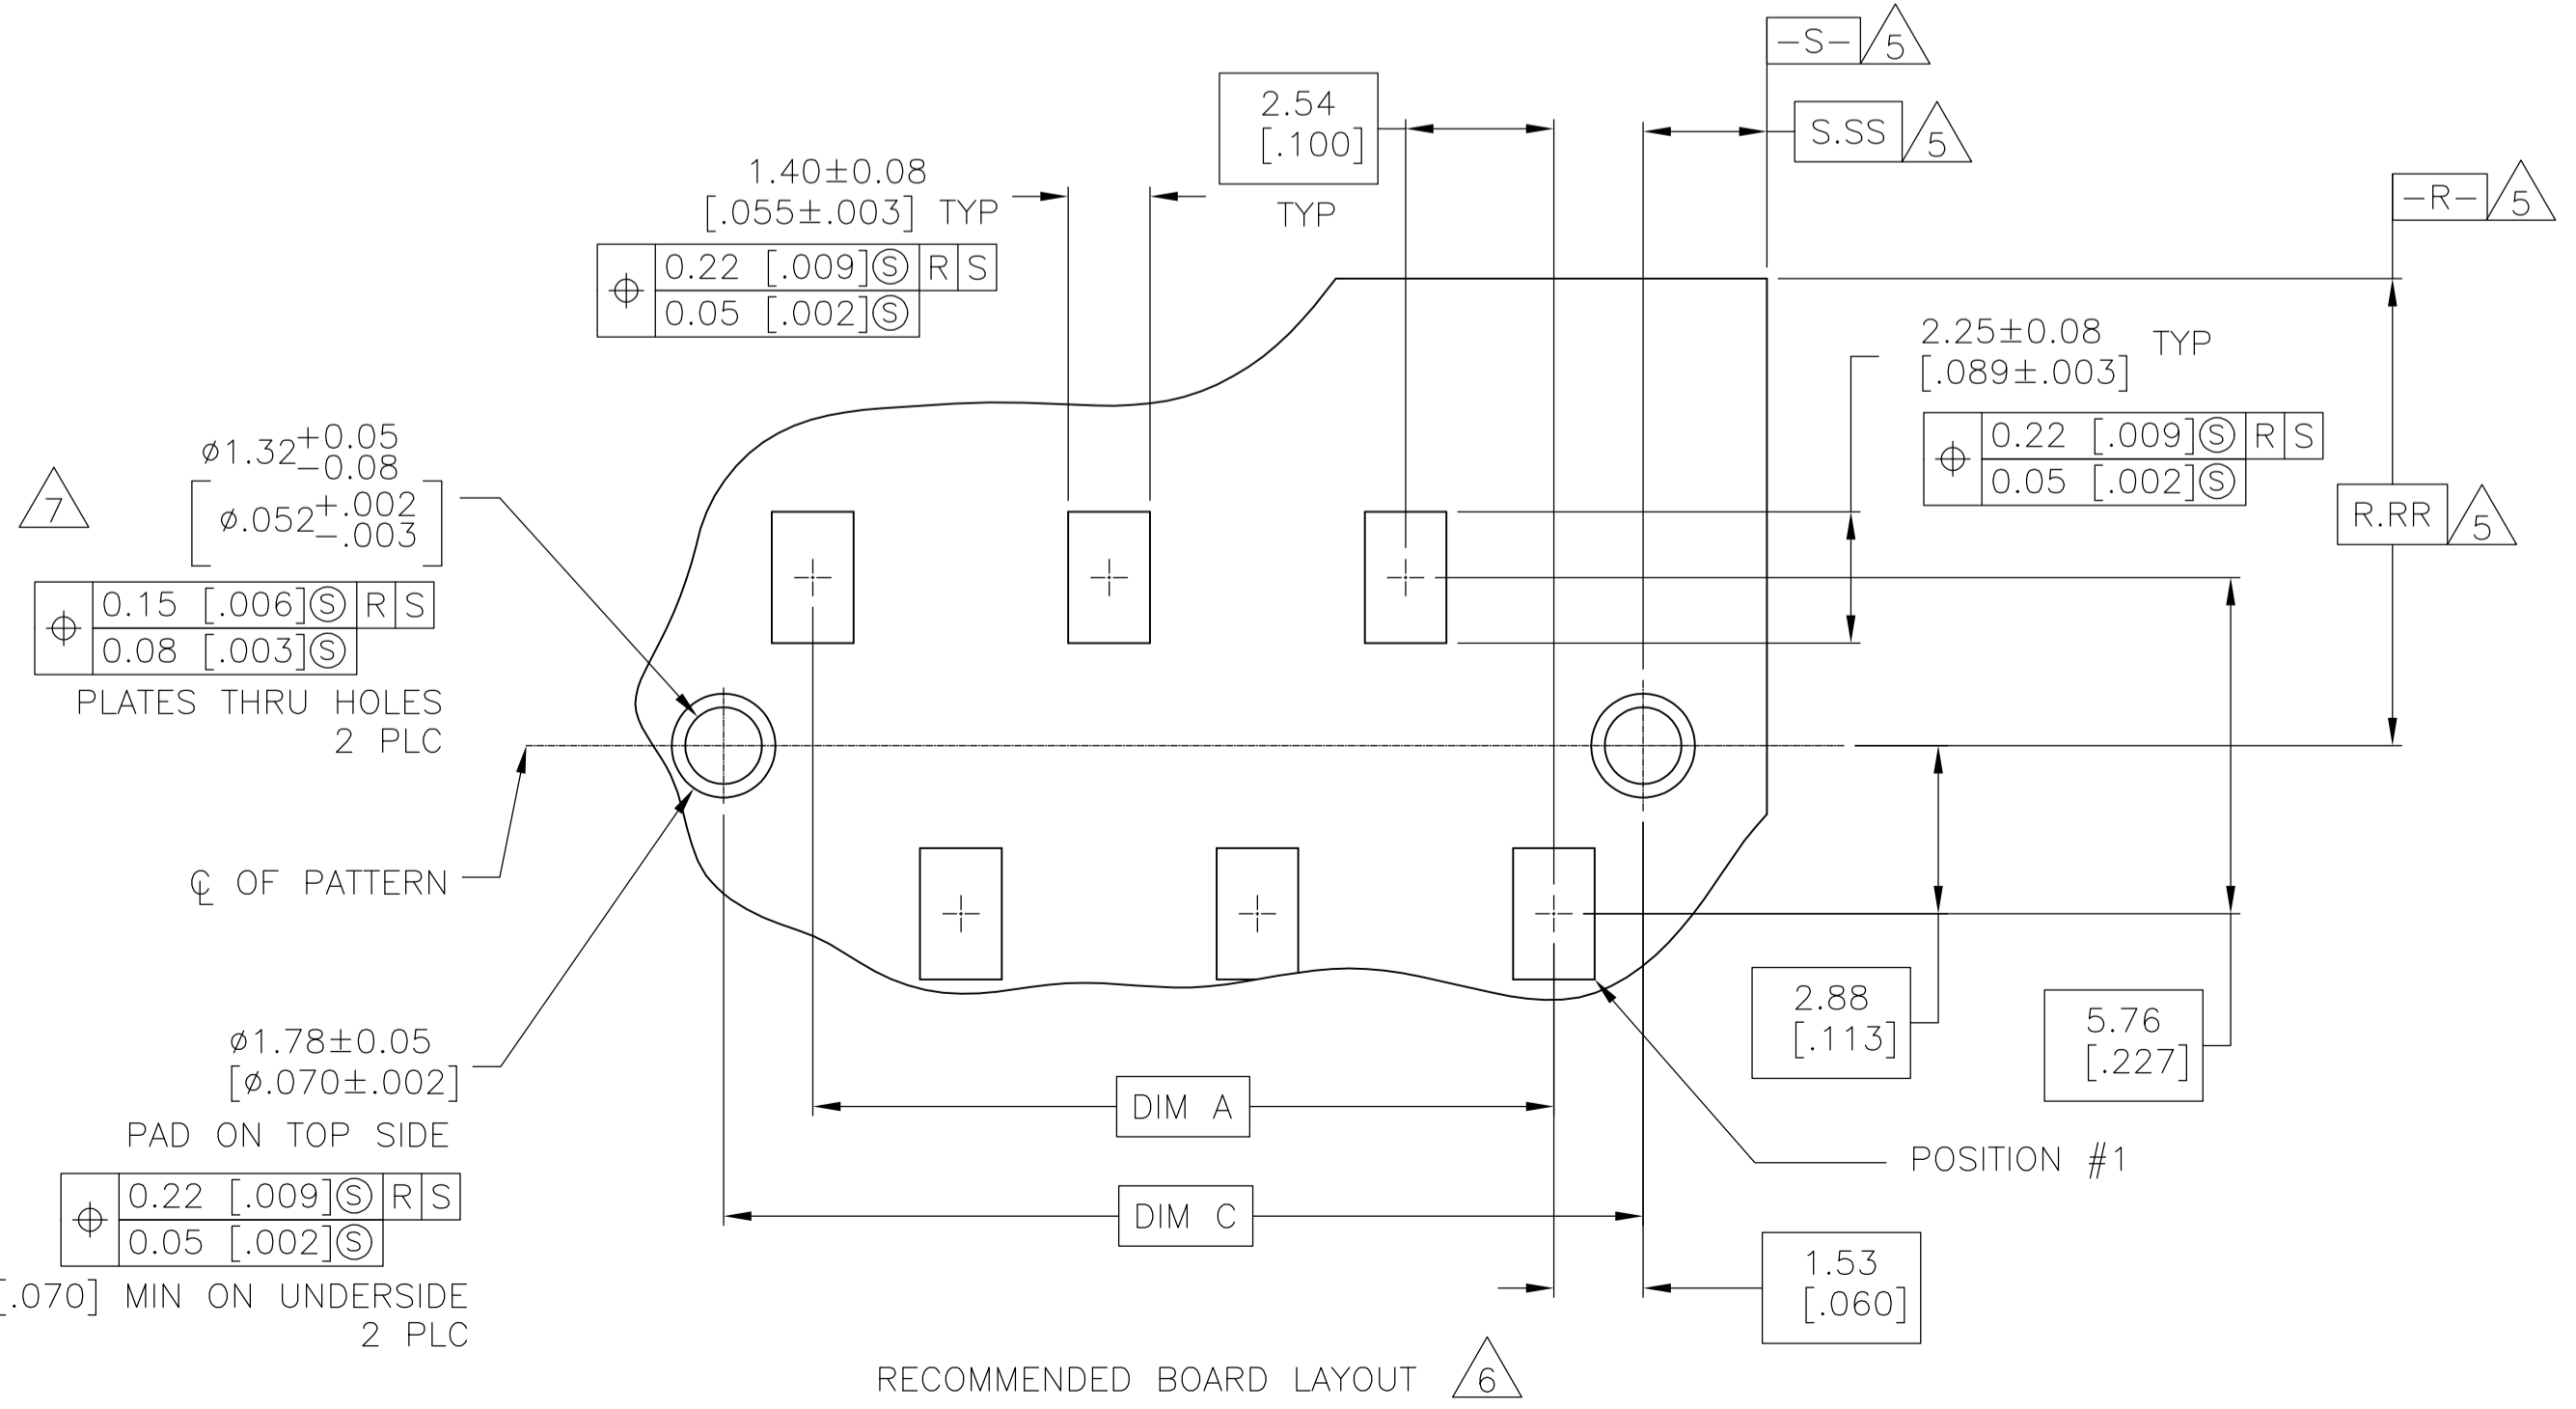 -S- 5
2.54
[.100]
TYP
S.SS 5
1.40±0.08
[.055±.003] TYP
0.22 [.009]Ⓢ R S
0.05 [.002]Ⓢ
-R- 5
2.25±0.08 TYP
[.089±.003]
0.22 [.009]Ⓢ R S
0.05 [.002]Ⓢ
R.RR 5
7
ø1.32+0.05
-0.08
[ø.052+.002
-.003]
0.15 [.006]Ⓢ R S
0.08 [.003]Ⓢ
PLATES THRU HOLES
2 PLC
℄ OF PATTERN
ø1.78±0.05
[ø.070±.002]
PAD ON TOP SIDE
0.22 [.009]Ⓢ R S
0.05 [.002]Ⓢ
[.070] MIN ON UNDERSIDE
2 PLC
2.88
[.113]
5.76
[.227]
DIM A
POSITION #1
DIM C
1.53
[.060]
RECOMMENDED BOARD LAYOUT 6